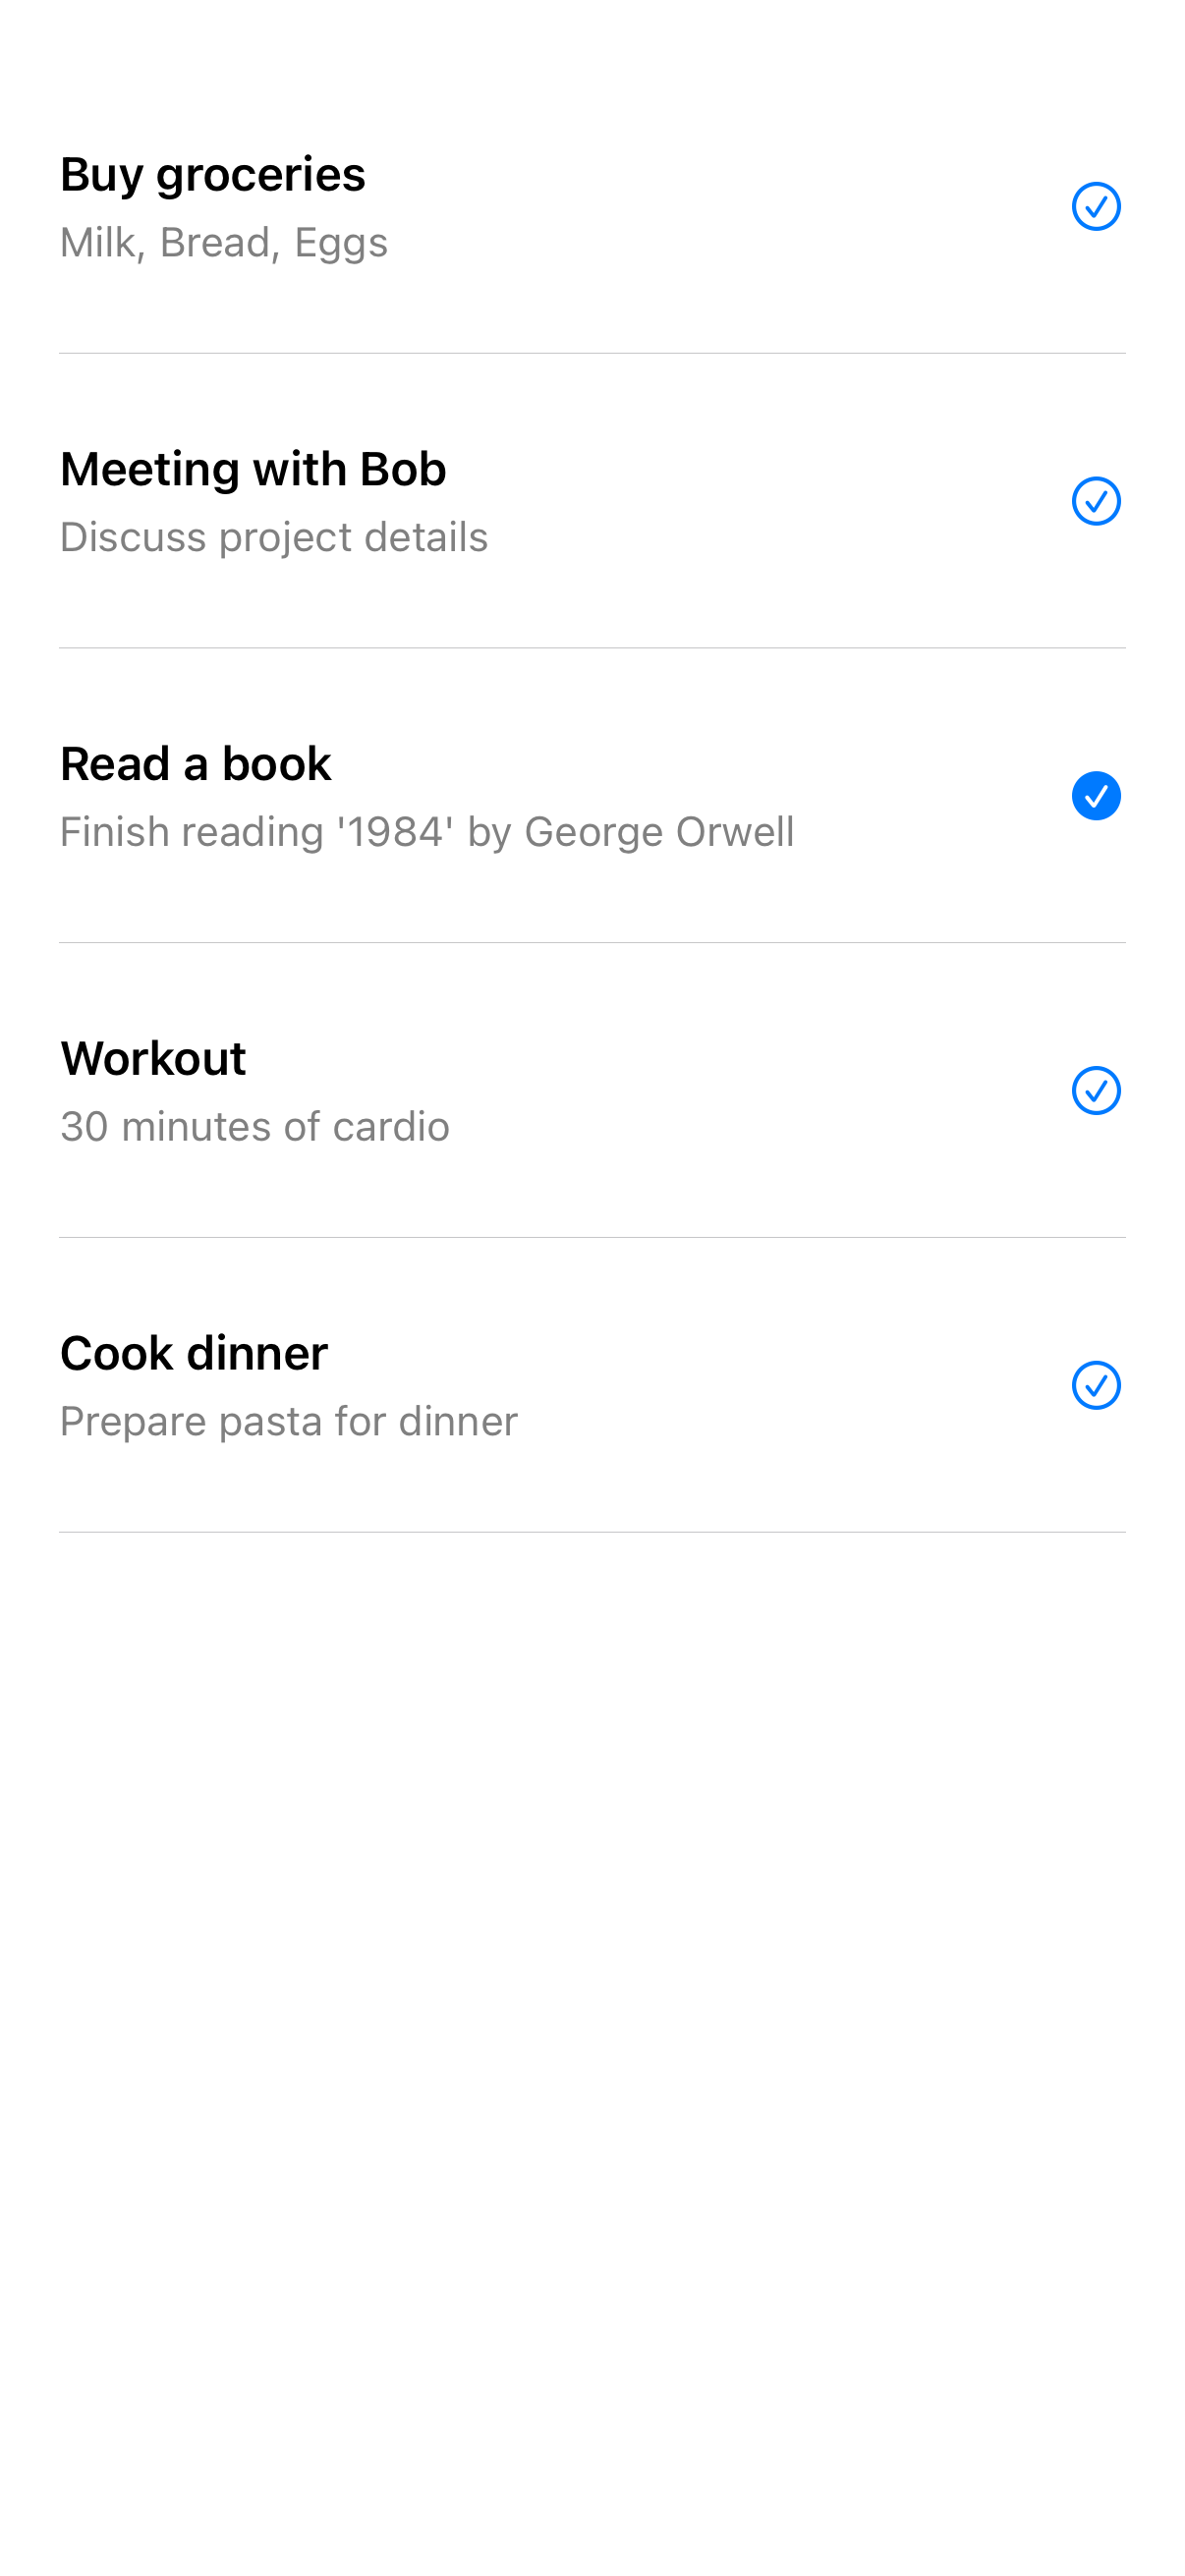 Buy groceries
Milk, Bread, Eggs
Meeting with Bob
Discuss project details
Read a book
Finish reading '1984' by George Orwell
Workout
30 minutes of cardio
Cook dinner
Prepare pasta for dinner